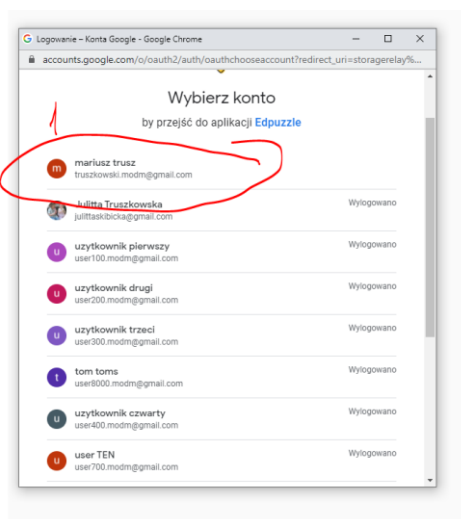 Logowanie – Konta Google - Google Chrome
accounts.google.com/o/oauth2/auth/oauthchooseaccount?redirect_uri=storagerelay%...
Wybierz konto
by przejść do aplikacji Edpuzzle
1
m
mariusz trusz
truszkowski.modm@gmail.com
Julitta Truszkowska
Wylogowano
julittaskibicka@gmail.com
u
uzytkownik pierwszy
Wylogowano
user100.modm@gmail.com
u
uzytkownik drugi
Wylogowano
user200.modm@gmail.com
u
uzytkownik trzeci
Wylogowano
user300.modm@gmail.com
t
tom toms
Wylogowano
user8000.modm@gmail.com
u
uzytkownik czwarty
Wylogowano
user400.modm@gmail.com
u
user TEN
Wylogowano
user700.modm@gmail.com